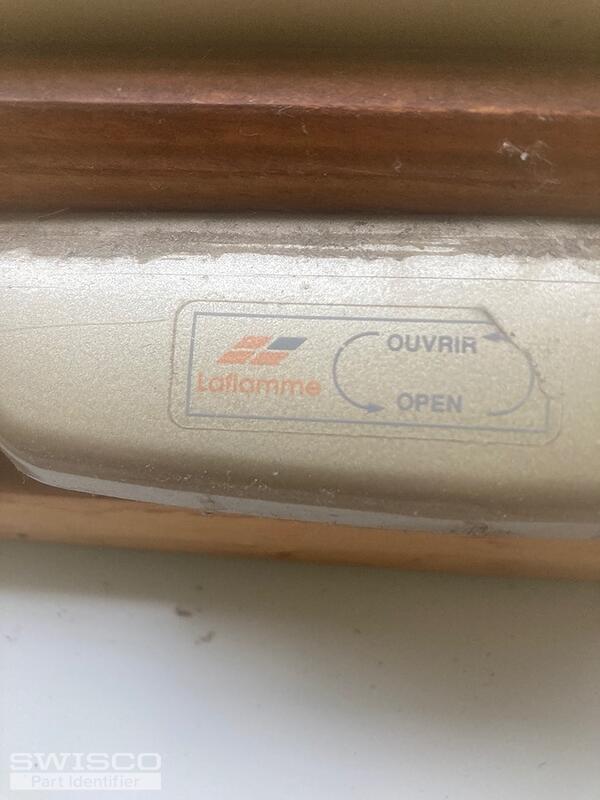 Laflamme
OUVRIR
OPEN
SWISCO
Part Identifier